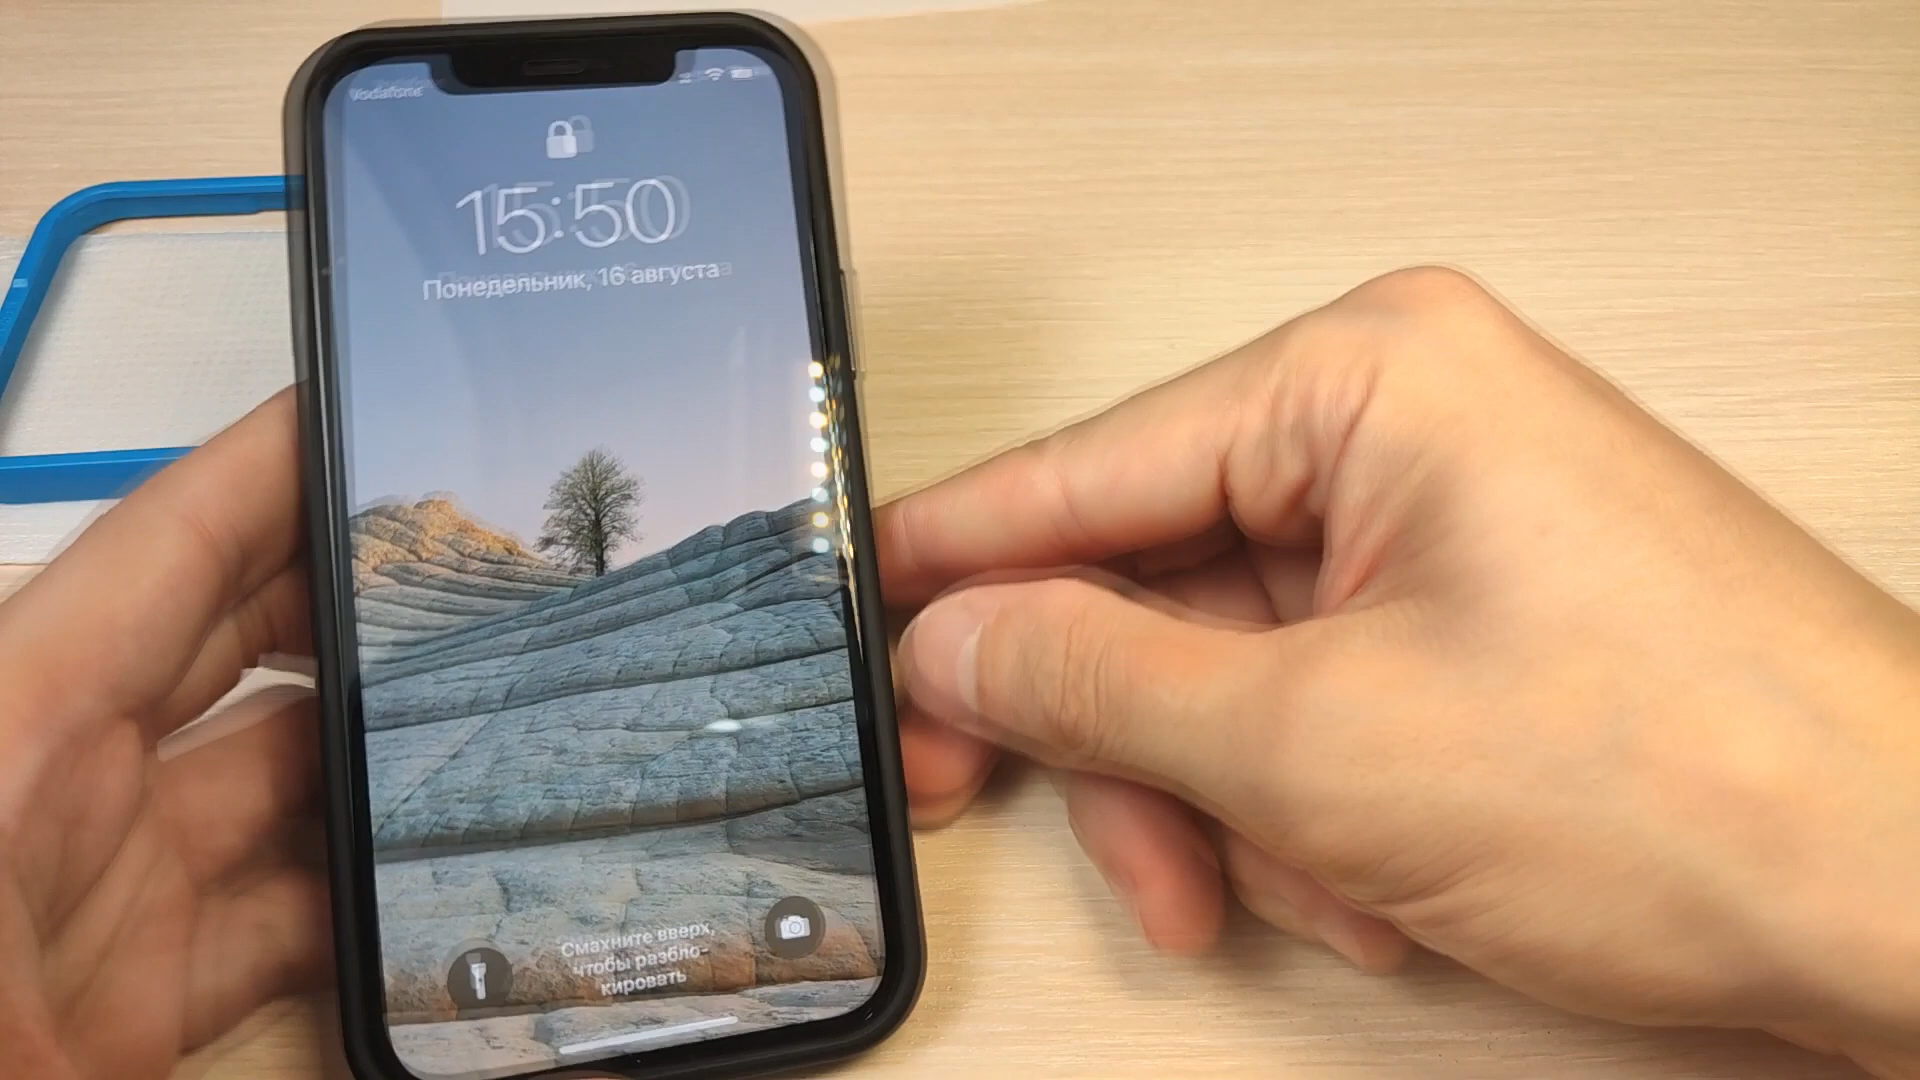 Vodafone
15:50
Понедельник, 16 августа
Смахните вверх,
чтобы разбло-
кировать